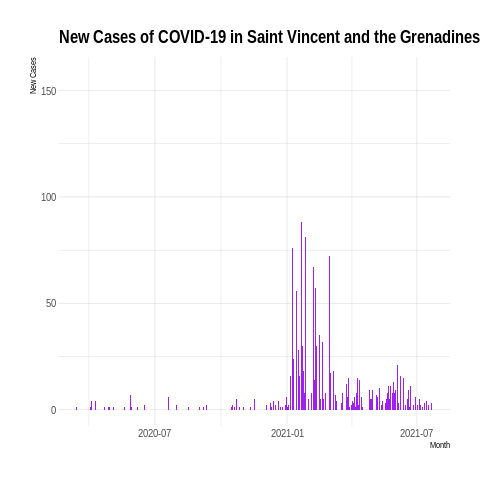 New Cases of COVID-19 in Saint Vincent and the Grenadines
New Cases
150
100
50
0
2020-07
2021-01
2021-07
Month